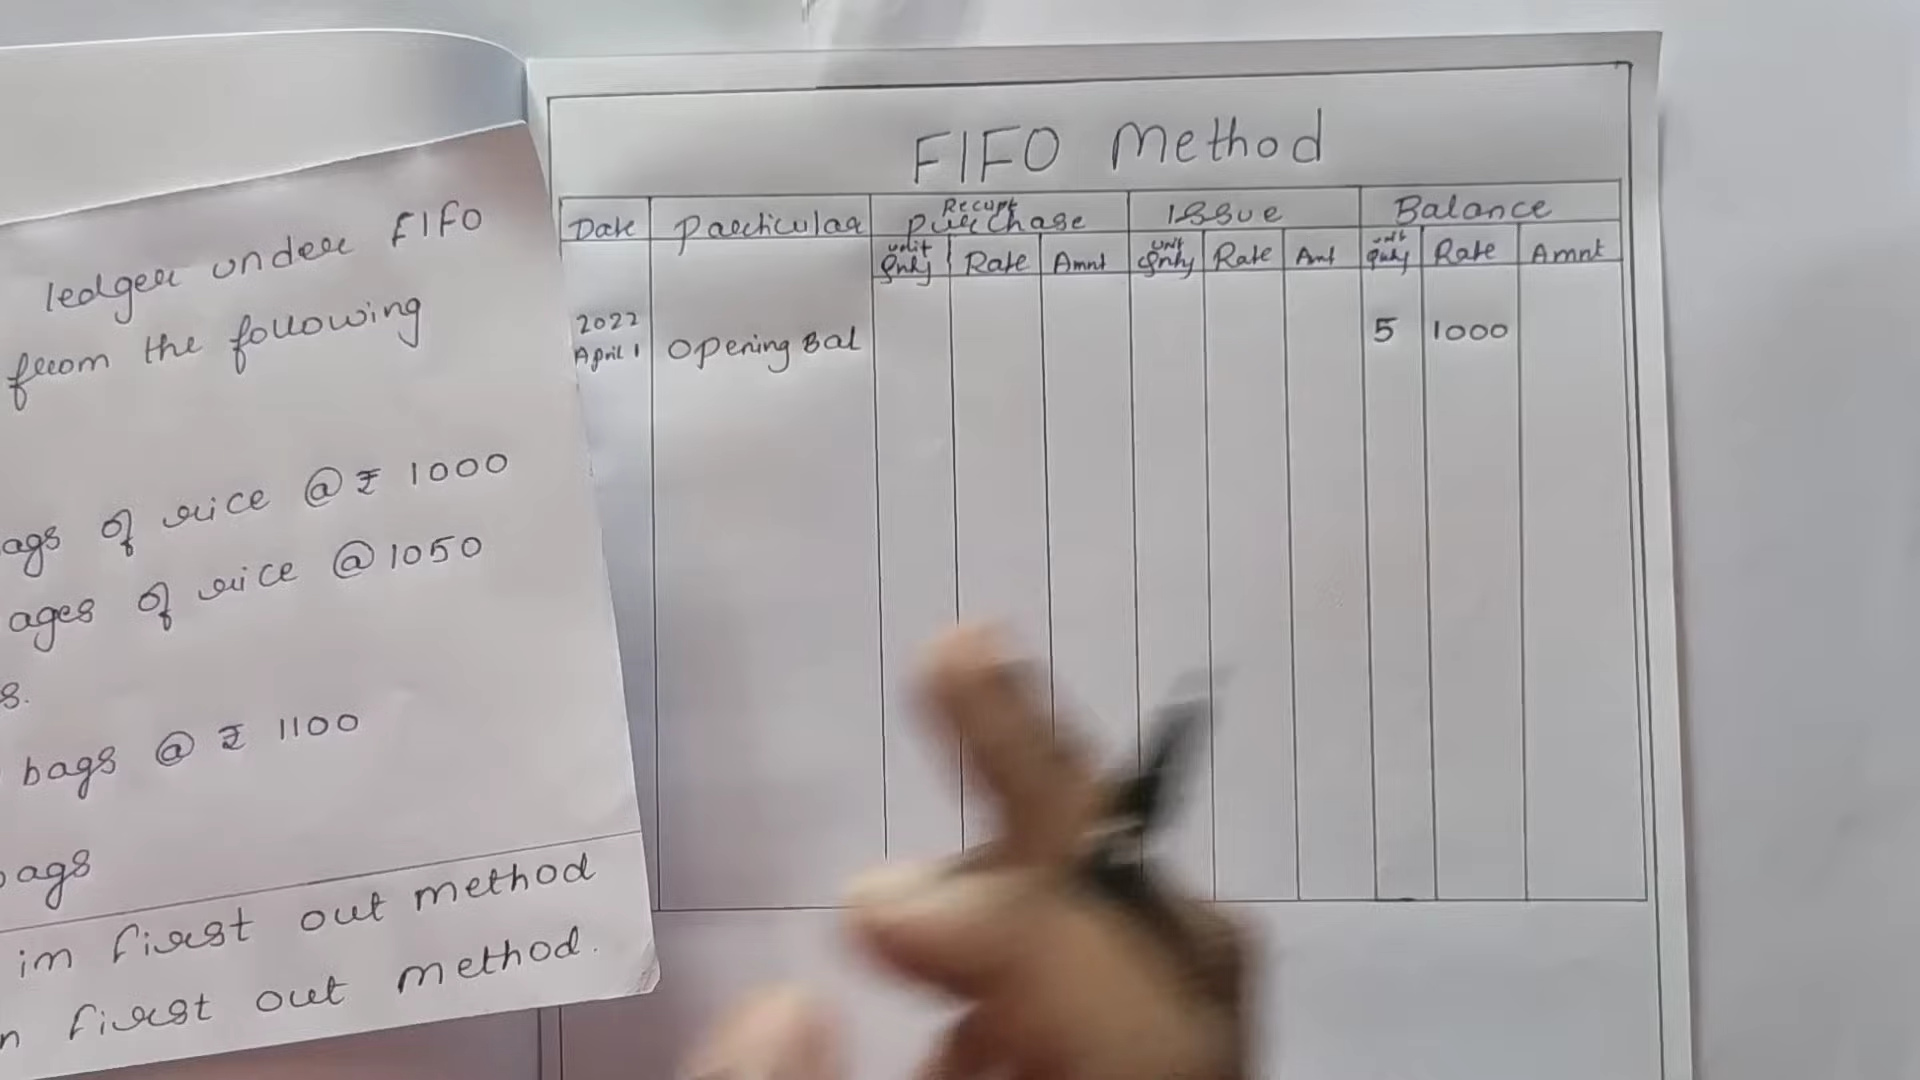 ledger under FIFO
from the following
ags of rice @ ₹ 1000
ages of rice @ 1050
s.
bags @ ₹ 1100
bags
in first out method
n first out method.
FIFO Method
Date Particular Receipt Purchase Issue Balance
unit Qnty Rate Amnt unit Qnty Rate Amt unit Qnty Rate Amnt
2022
April 1 Opening Bal 5 1000